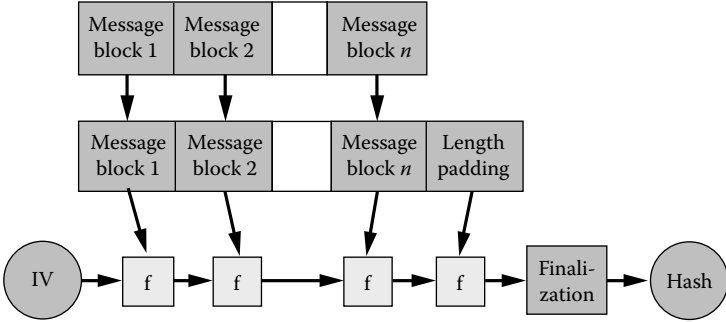 Message block 1
Message block 2
Message block n
Message block 1
Message block 2
Message block n
Length padding
IV
f
f
f
f
Finali-
zation
Hash